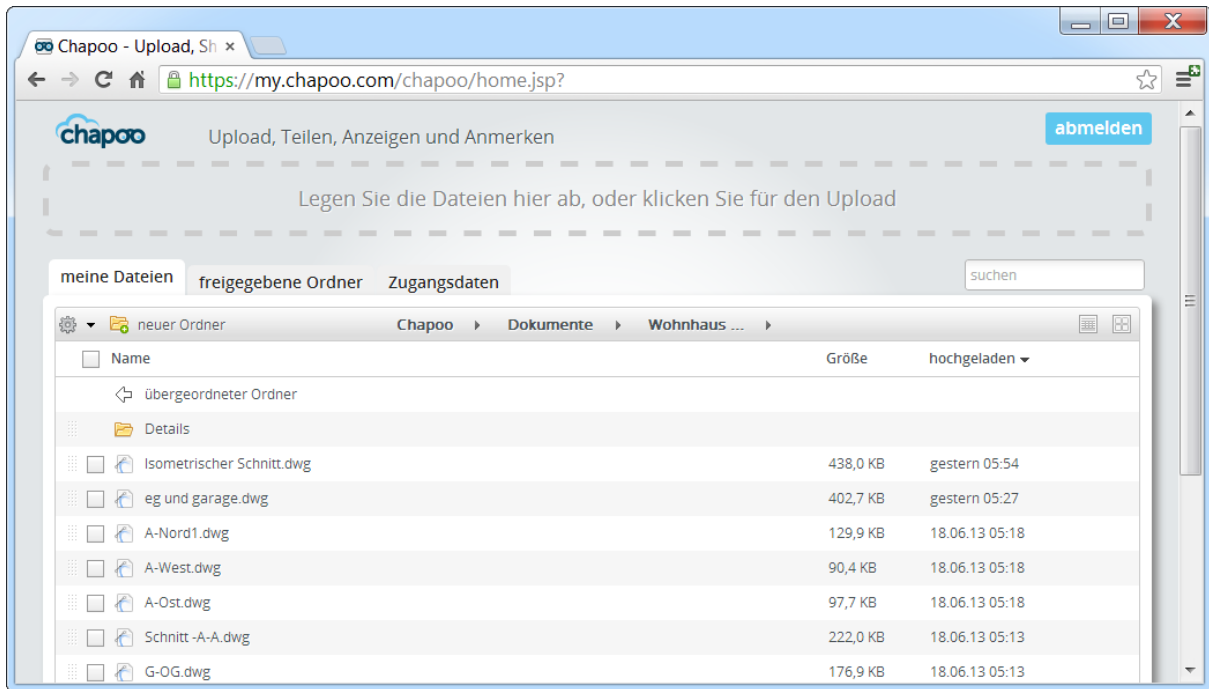 Chapoo - Upload, Sh
https://my.chapoo.com/chapoo/home.jsp?
chapoo Upload, Teilen, Anzeigen und Anmerken abmelden
Legen Sie die Dateien hier ab, oder klicken Sie für den Upload
meine Dateien freigegebene Ordner Zugangsdaten suchen
neuer Ordner Chapoo Dokumente Wohnhaus ...
Name Größe hochgeladen
übergeordneter Ordner
Details
Isometrischer Schnitt.dwg 438,0 KB gestern 05:54
eg und garage.dwg 402,7 KB gestern 05:27
A-Nord1.dwg 129,9 KB 18.06.13 05:18
A-West.dwg 90,4 KB 18.06.13 05:18
A-Ost.dwg 97,7 KB 18.06.13 05:18
Schnitt -A-A.dwg 222,0 KB 18.06.13 05:13
G-OG.dwg 176,9 KB 18.06.13 05:13